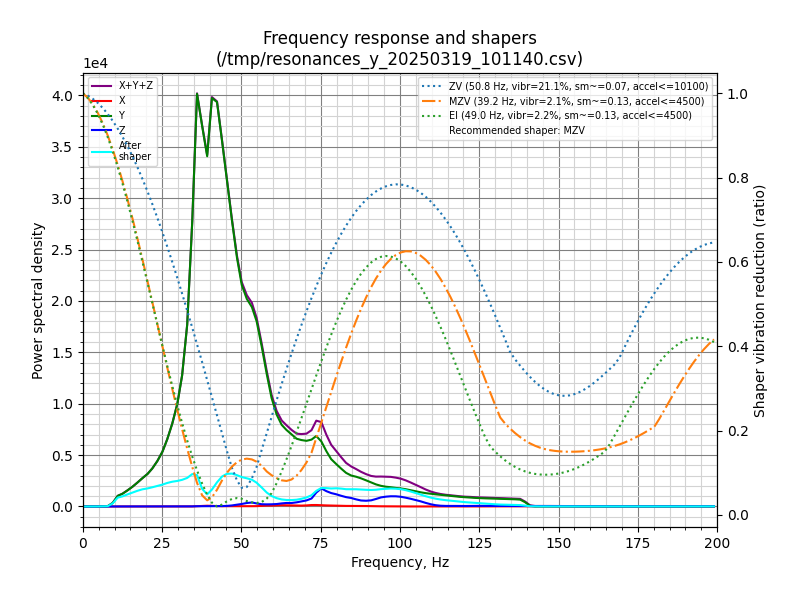 Frequency response and shapers
(/tmp/resonances_y_20250319_101140.csv)
1e4
X+Y+Z
X
Y
Z
After
shaper
ZV (50.8 Hz, vibr=21.1%, sm~=0.07, accel<=10100)
MZV (39.2 Hz, vibr=2.1%, sm~=0.13, accel<=4500)
EI (49.0 Hz, vibr=2.2%, sm~=0.13, accel<=4500)
Recommended shaper: MZV
4.0
3.5
3.0
2.5
2.0
1.5
1.0
0.5
0.0
Power spectral density
1.0
0.8
0.6
0.4
0.2
0.0
Shaper vibration reduction (ratio)
0 25 50 75 100 125 150 175 200
Frequency, Hz